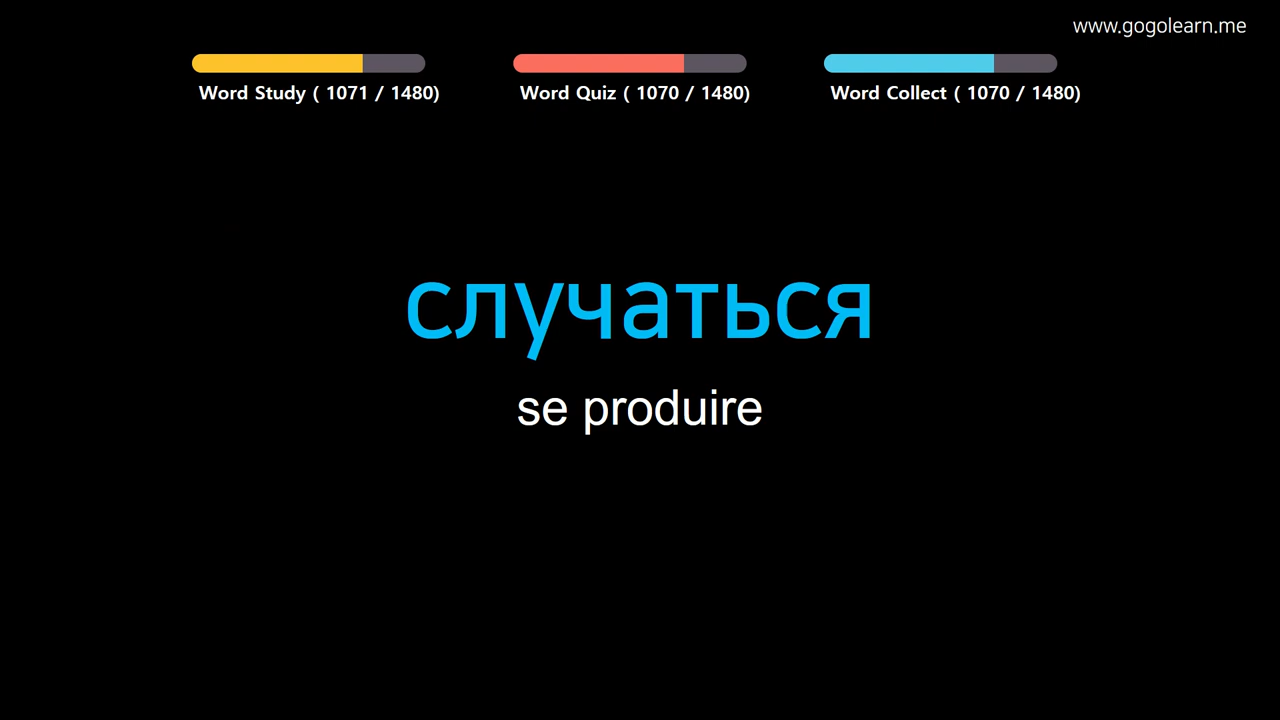 www.gogolearn.me
Word Study ( 1071 / 1480)
Word Quiz ( 1070 / 1480)
Word Collect ( 1070 / 1480)
случаться
se produire